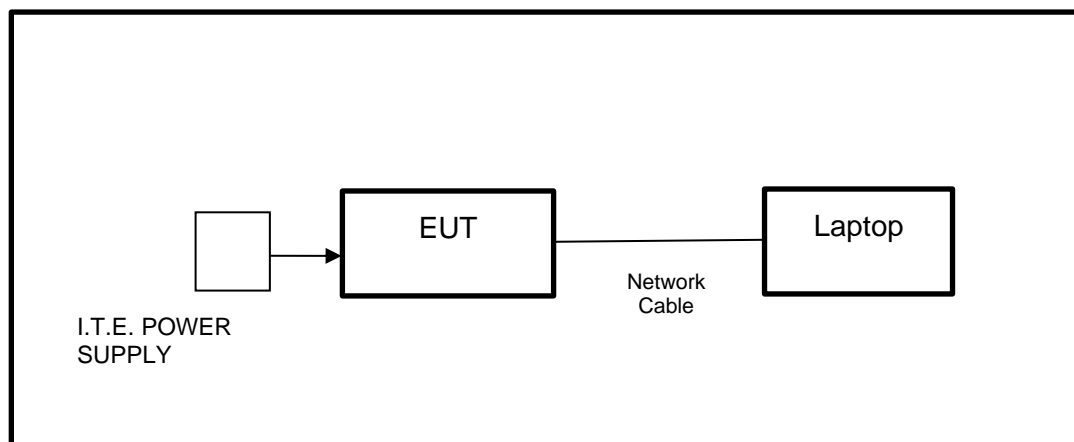 EUT
Laptop
Network
Cable
I.T.E. POWER
SUPPLY